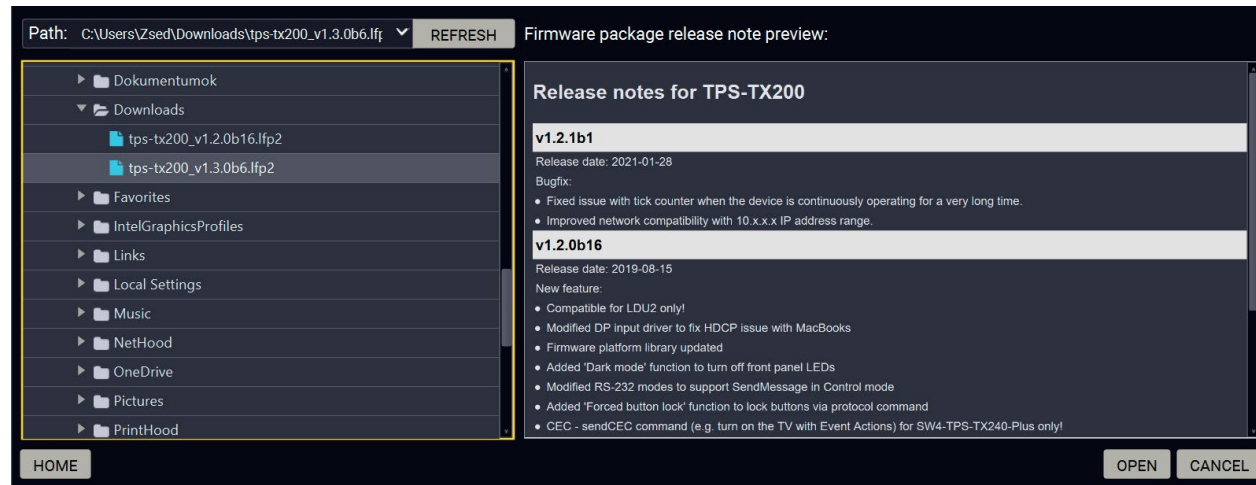 Path: C:\Users\Zsed\Downloads\tps-tx200_v1.3.0b6.lfp REFRESH
Firmware package release note preview:
Dokumentumok
Downloads
tps-tx200_v1.2.0b16.lfp2
tps-tx200_v1.3.0b6.lfp2
Favorites
IntelGraphicsProfiles
Links
Local Settings
Music
NetHood
OneDrive
Pictures
PrintHood
Release notes for TPS-TX200
v1.2.1b1
Release date: 2021-01-28
Bugfix:
• Fixed issue with tick counter when the device is continuously operating for a very long time.
• Improved network compatibility with 10.x.x.x IP address range.
v1.2.0b16
Release date: 2019-08-15
New feature:
• Compatible for LDU2 only!
• Modified DP input driver to fix HDCP issue with MacBooks
• Firmware platform library updated
• Added 'Dark mode' function to turn off front panel LEDs
• Modified RS-232 modes to support SendMessage in Control mode
• Added 'Forced button lock' function to lock buttons via protocol command
• CEC - sendCEC command (e.g. turn on the TV with Event Actions) for SW4-TPS-TX240-Plus only!
HOME
OPEN
CANCEL